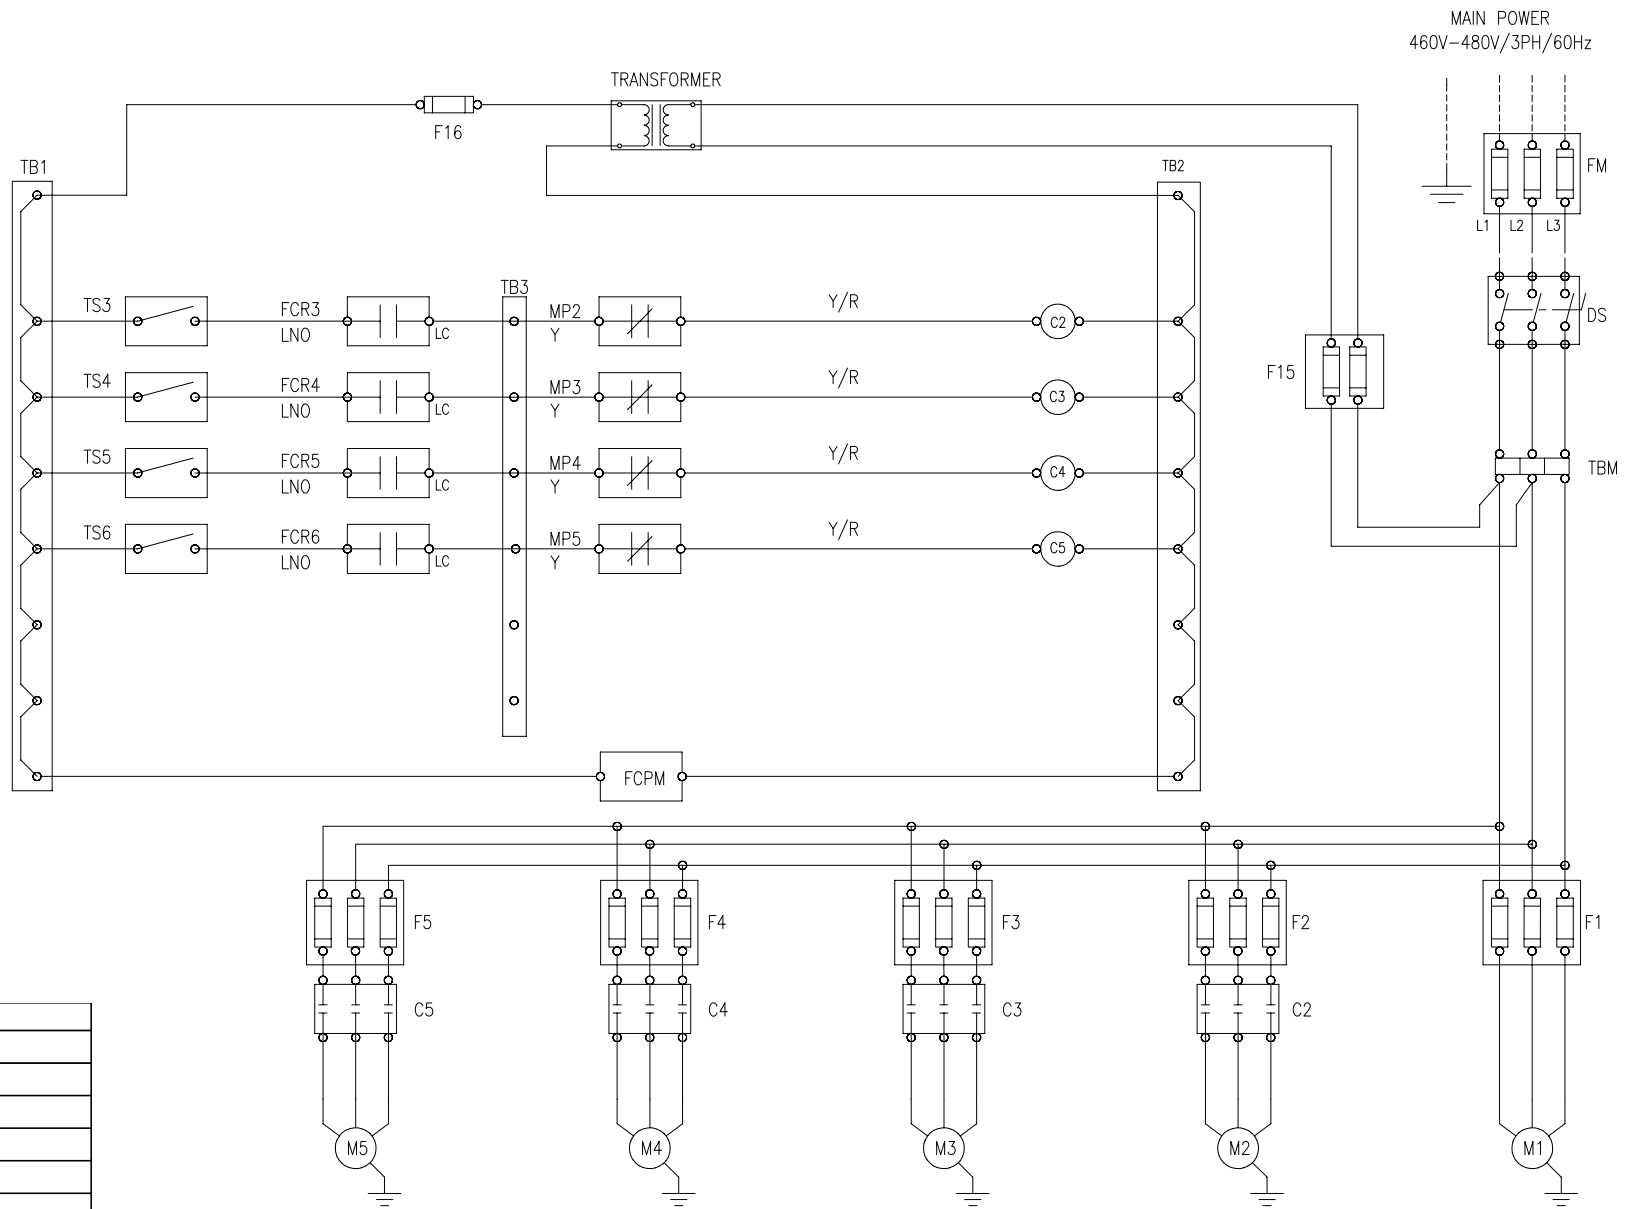 MAIN POWER
460V-480V/3PH/60Hz
TRANSFORMER
F16
TB1
TB2
FM
L1 L2 L3
TB3
TS3 FCR3 MP2 Y/R
LNO LC Y C2
DS
TS4 FCR4 MP3 Y/R
LNO LC Y C3
F15
TS5 FCR5 MP4 Y/R
LNO LC Y C4
TBM
TS6 FCR6 MP5 Y/R
LNO LC Y C5
FCPM
F5 F4 F3 F2 F1
C5 C4 C3 C2
M5 M4 M3 M2 M1